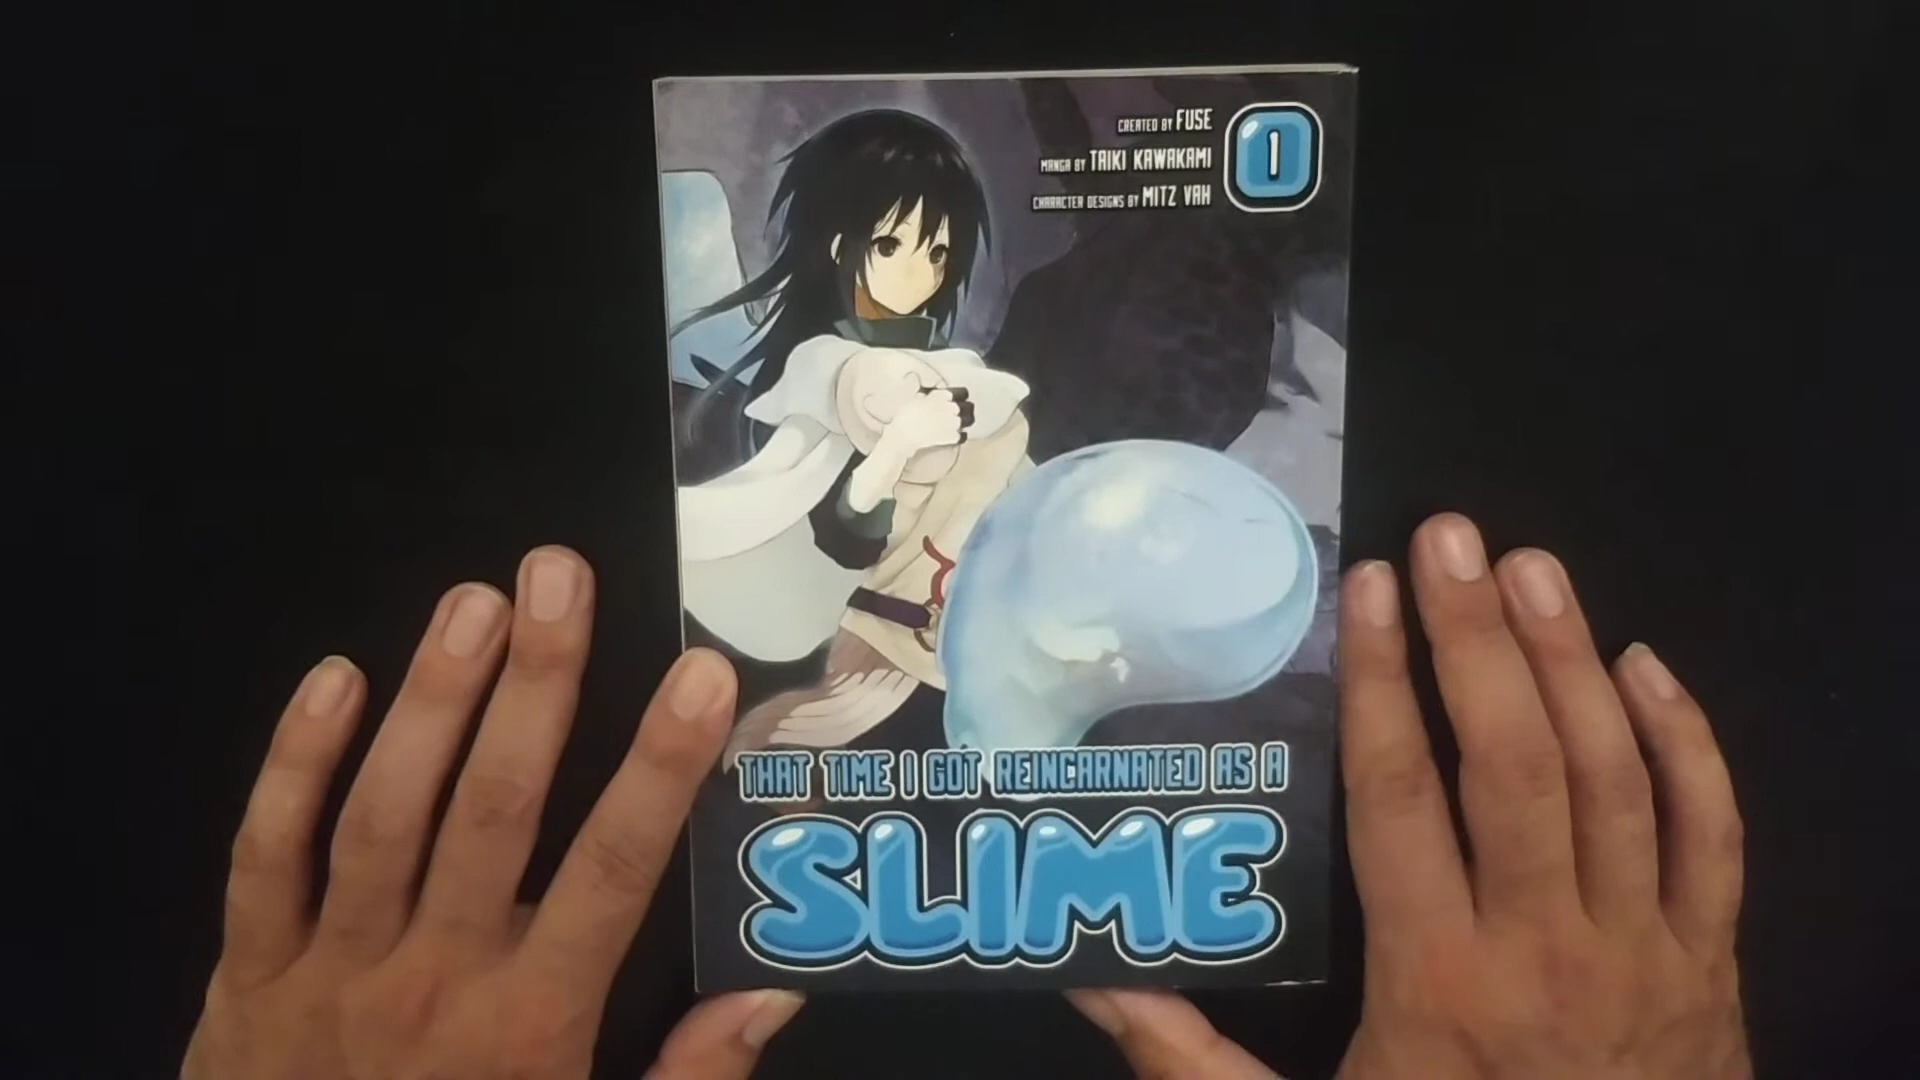 CREATED BY FUSE
MANGA BY TAIKI KAWAKAMI
CHARACTER DESIGNS BY MITZ VAH
1
THAT TIME I GOT REINCARNATED AS A
SLIME